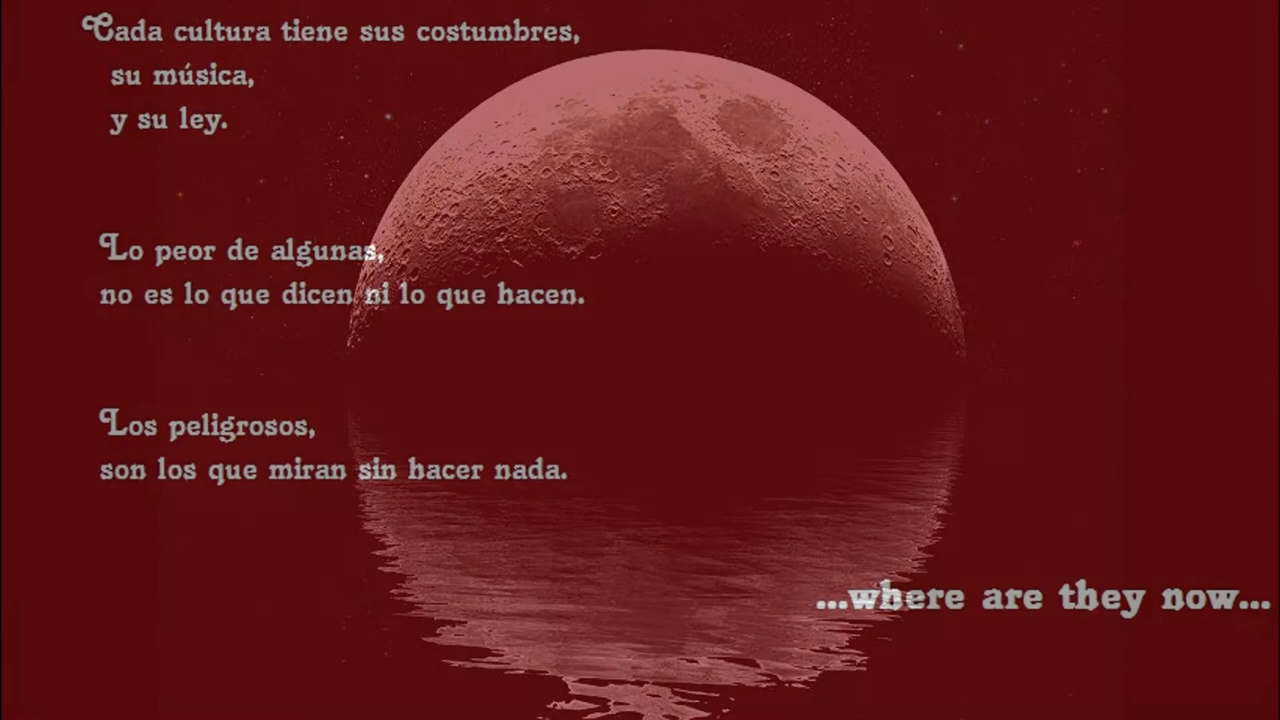 Cada cultura tiene sus costumbres,
su música,
y su ley.
Lo peor de algunas,
no es lo que dicen ni lo que hacen.
Los peligrosos,
son los que miran sin hacer nada.
...where are they now...